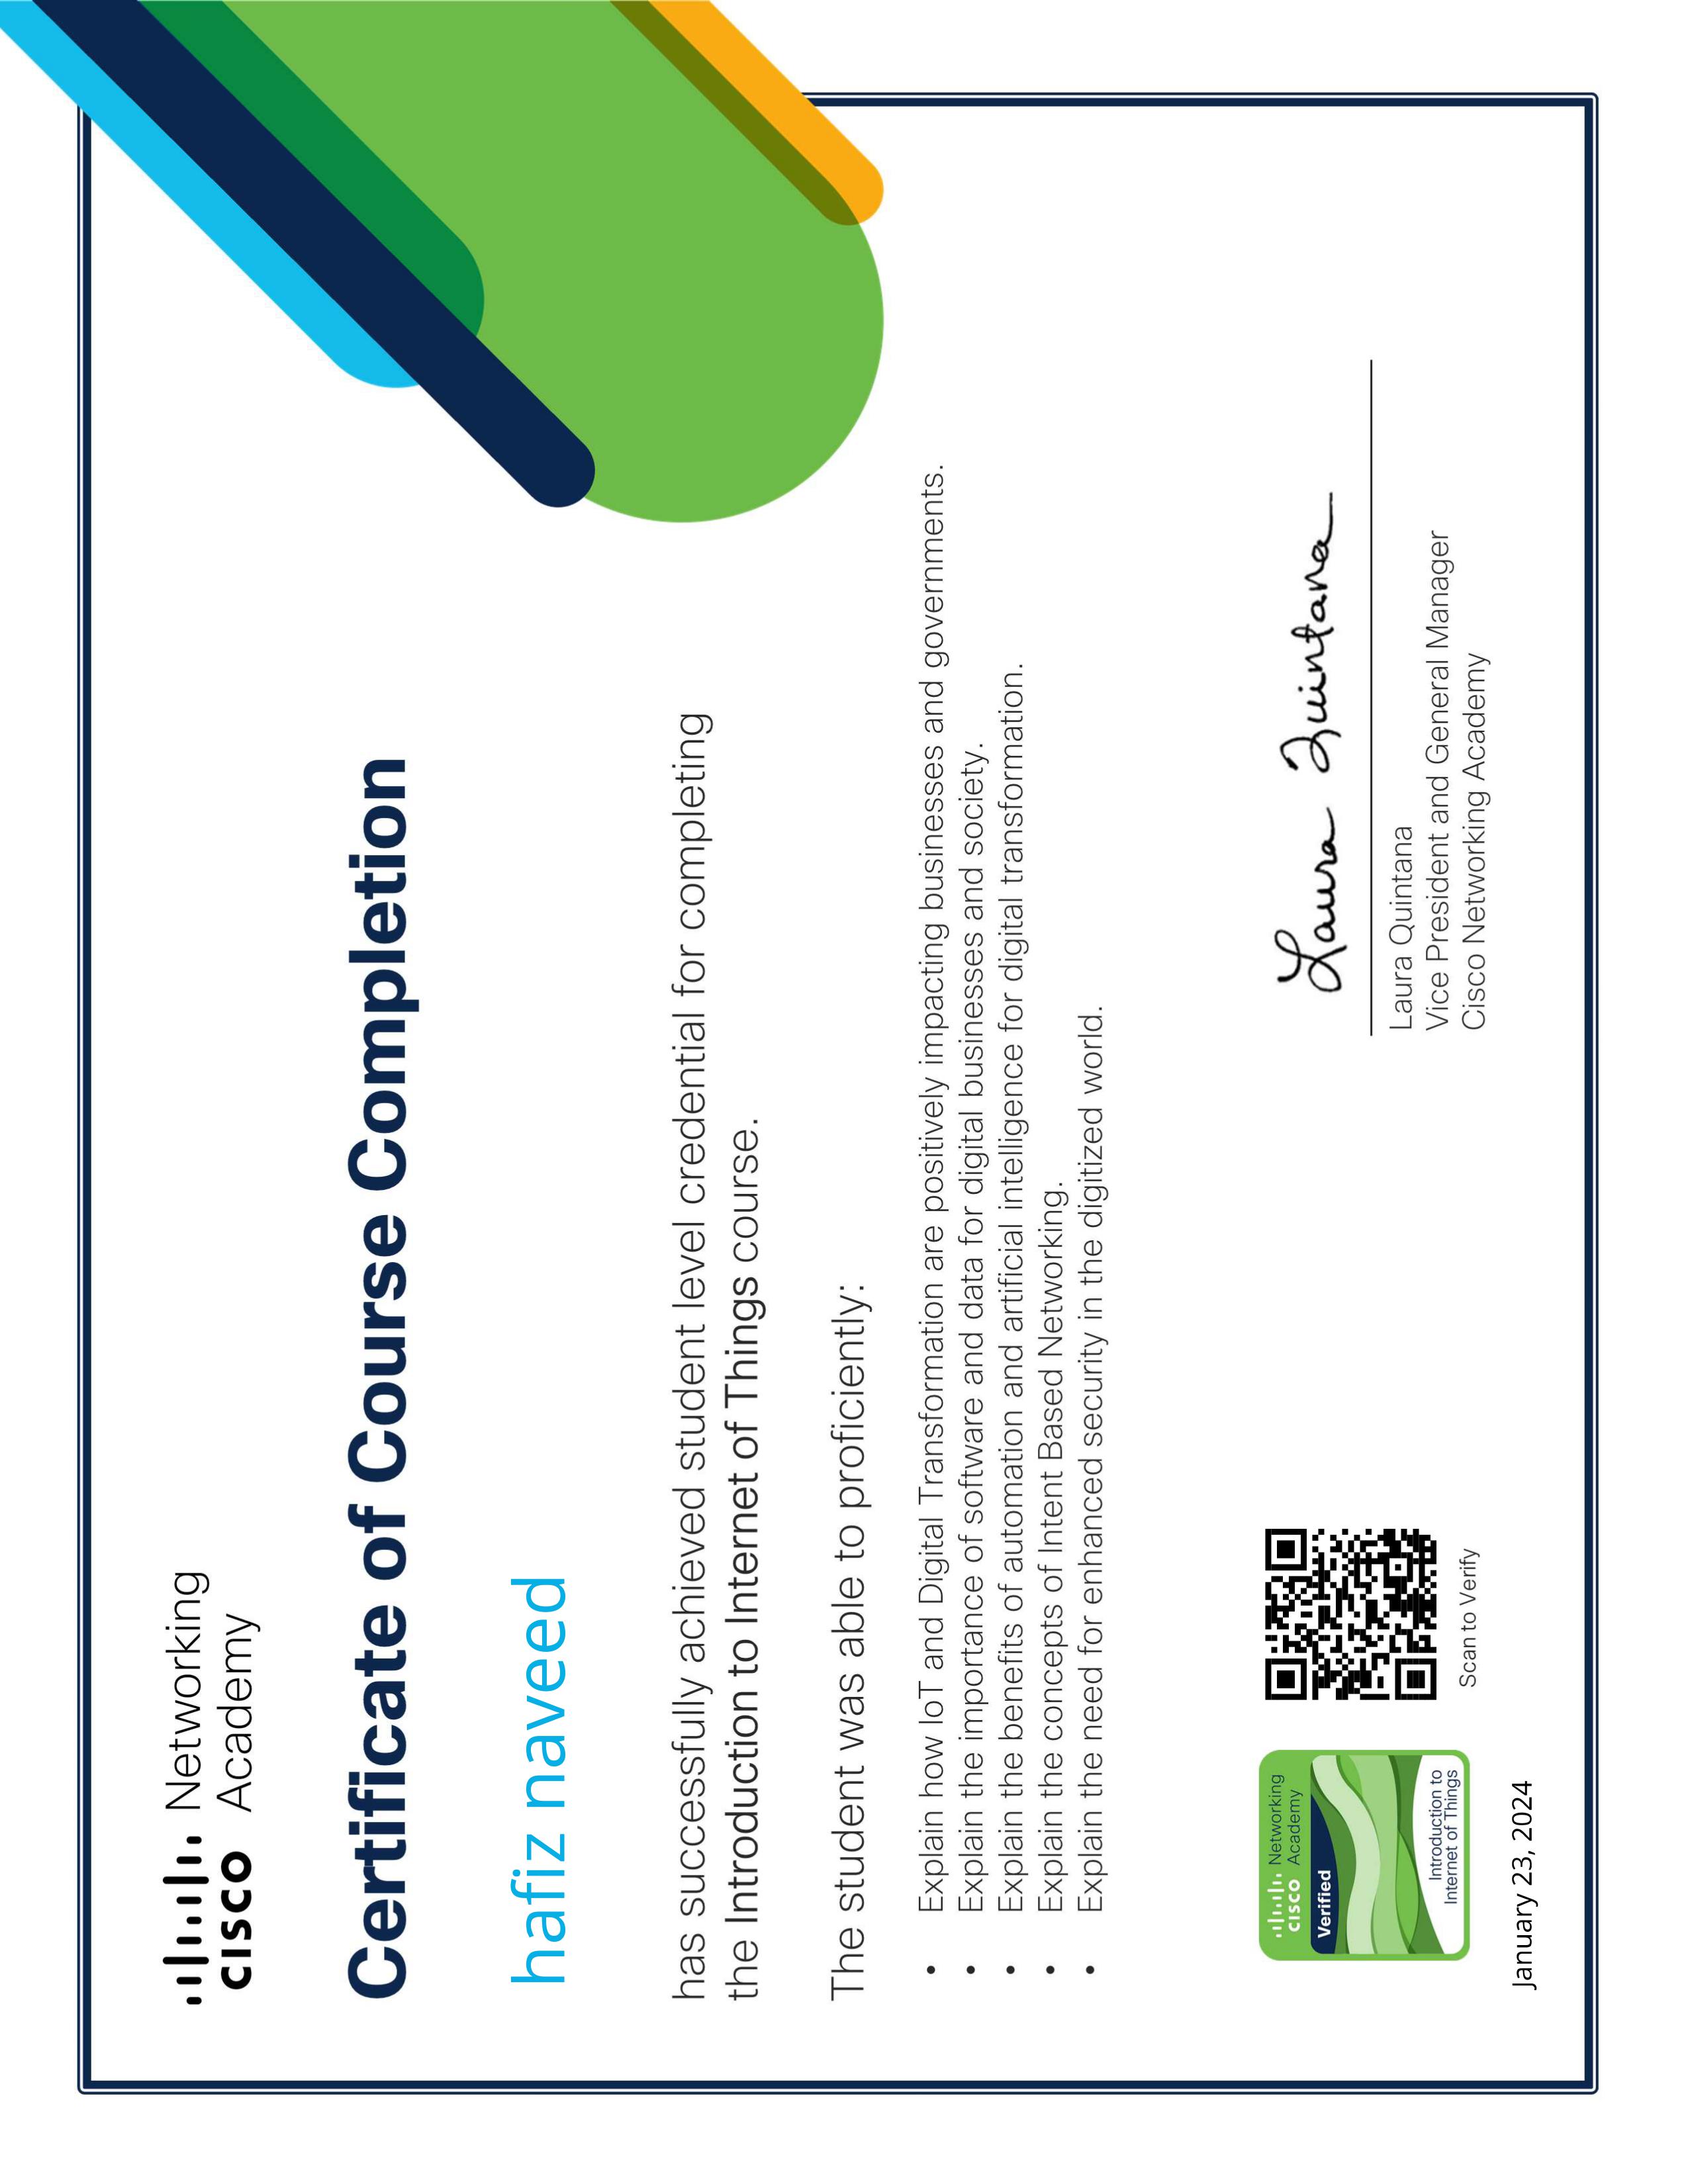 Networking
CISCO Academy
Certificate of Course Completion
hafiz naveed
has successfully achieved student level credential for completing
the Introduction to Internet of Things course.
The student was able to proficiently:
• Explain how IoT and Digital Transformation are positively impacting businesses and governments.
• Explain the importance of software and data for digital businesses and society.
• Explain the benefits of automation and artificial intelligence for digital transformation.
• Explain the concepts of Intent Based Networking.
• Explain the need for enhanced security in the digitized world.
Networking
CISCO Academy
Verified
Introduction to
Internet of Things
Scan to Verify
January 23, 2024
Laura Quintana
Laura Quintana
Vice President and General Manager
Cisco Networking Academy